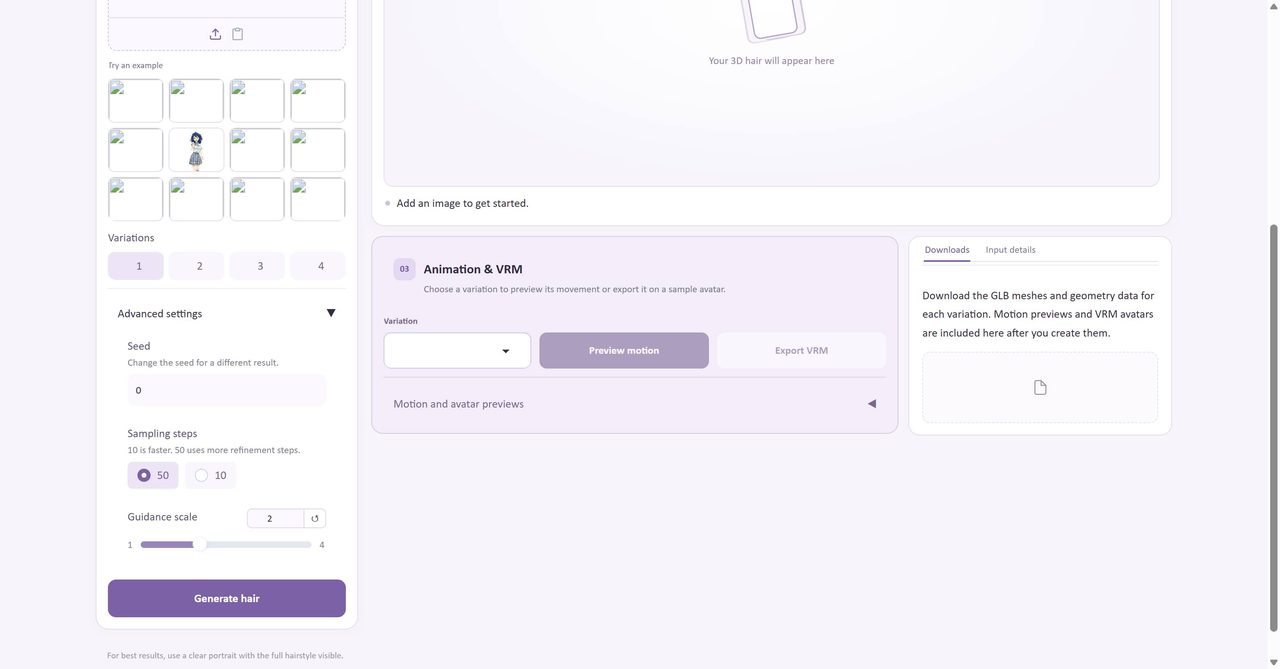 Try an example
Variations
1
2
3
4
Advanced settings
Seed
Change the seed for a different result.
0
Sampling steps
10 is faster. 50 uses more refinement steps.
50
10
Guidance scale
2
1
4
Generate hair
For best results, use a clear portrait with the full hairstyle visible.
Your 3D hair will appear here
Add an image to get started.
03
Animation & VRM
Choose a variation to preview its movement or export it on a sample avatar.
Variation
Preview motion
Export VRM
Motion and avatar previews
Downloads
Input details
Download the GLB meshes and geometry data for
each variation. Motion previews and VRM avatars
are included here after you create them.